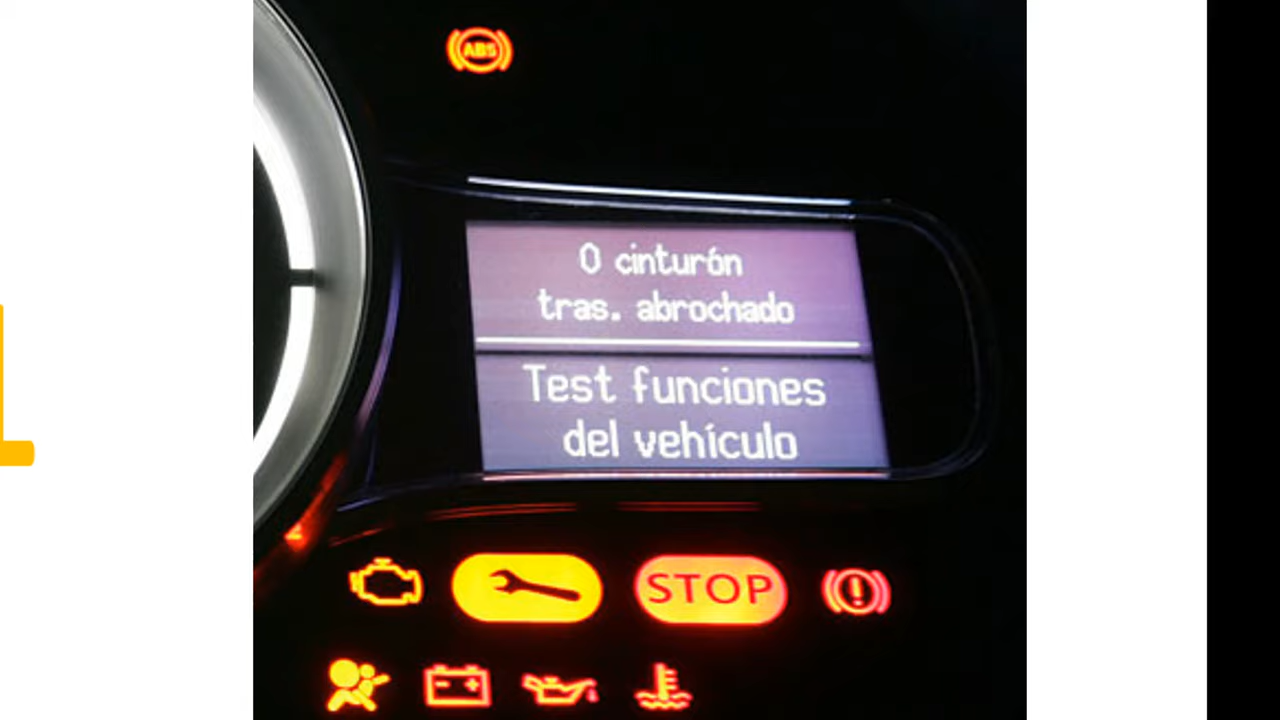 ABS
0 cinturón
tras. abrochado
Test funciones
del vehículo
STOP